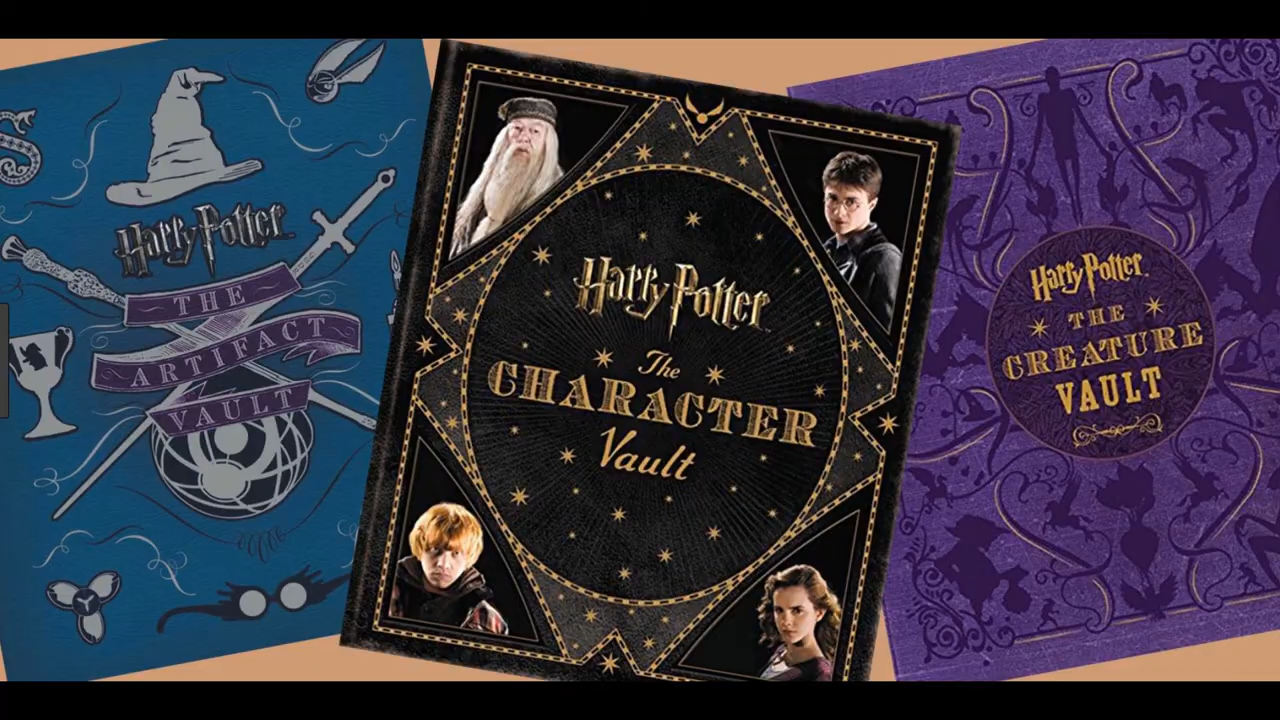 Harry Potter
THE
ARTIFACT
VAULT
Harry Potter
The
CHARACTER
Vault
Harry Potter
THE
CREATURE
VAULT